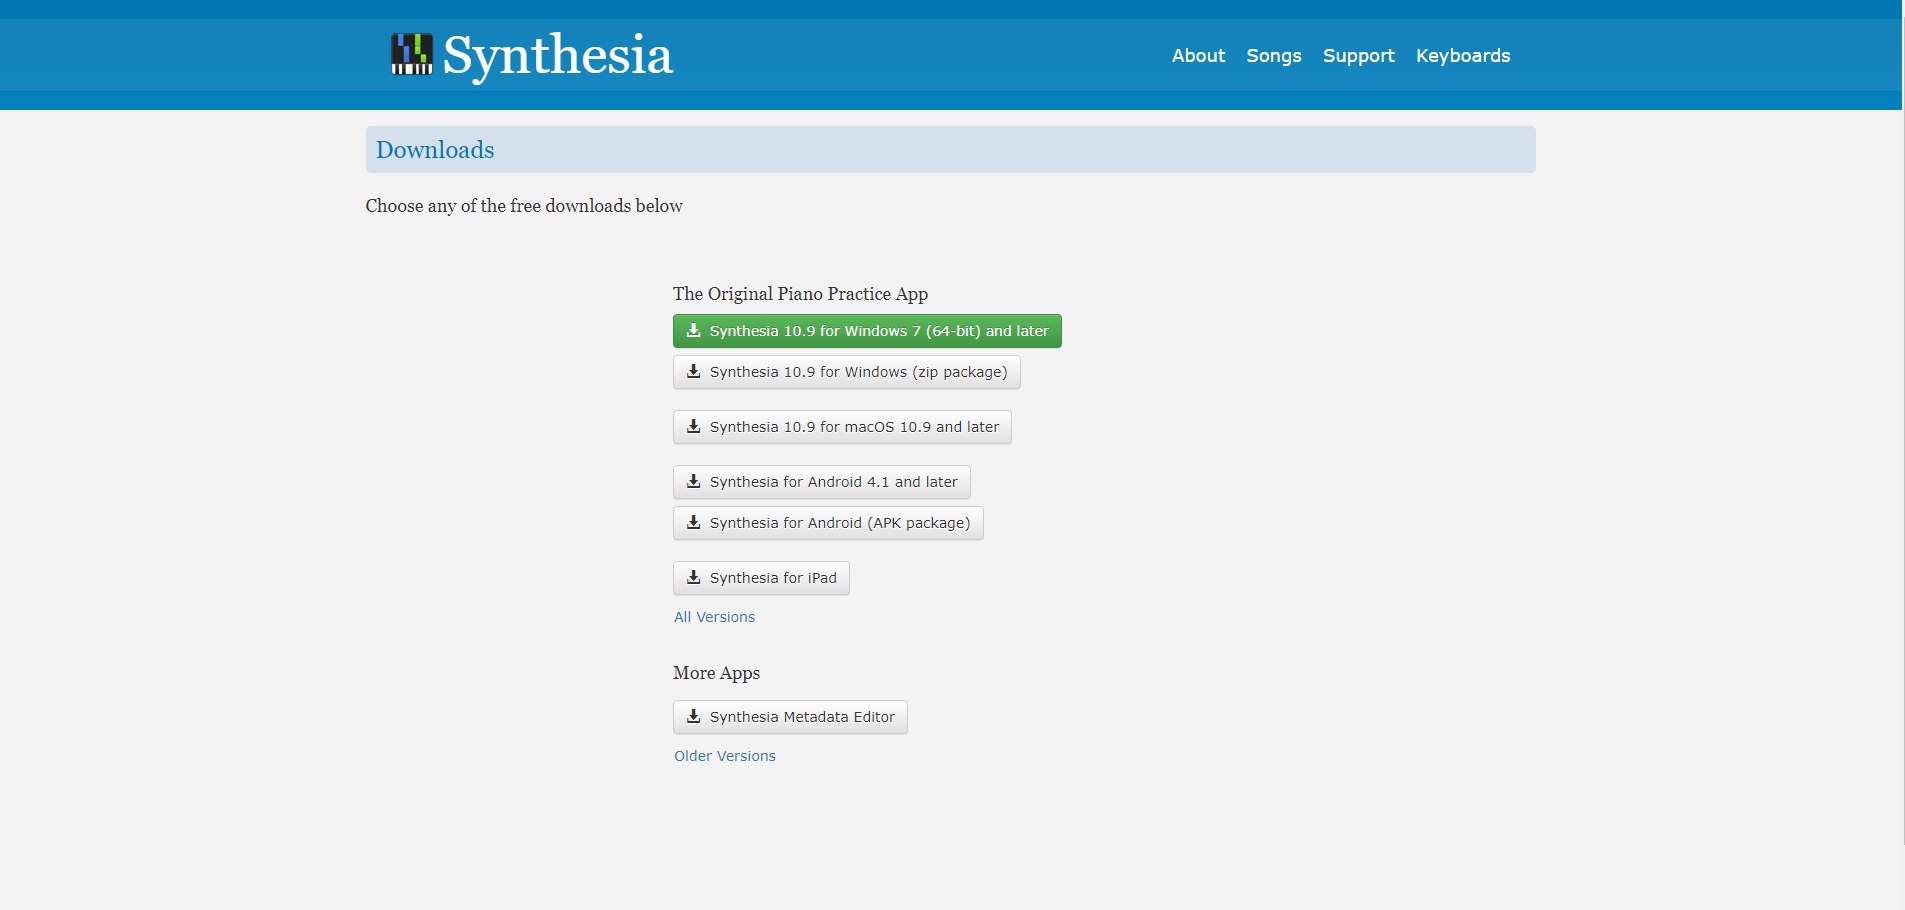 Synthesia
About Songs Support Keyboards
Downloads
Choose any of the free downloads below
The Original Piano Practice App
Synthesia 10.9 for Windows 7 (64-bit) and later
Synthesia 10.9 for Windows (zip package)
Synthesia 10.9 for macOS 10.9 and later
Synthesia for Android 4.1 and later
Synthesia for Android (APK package)
Synthesia for iPad
All Versions
More Apps
Synthesia Metadata Editor
Older Versions